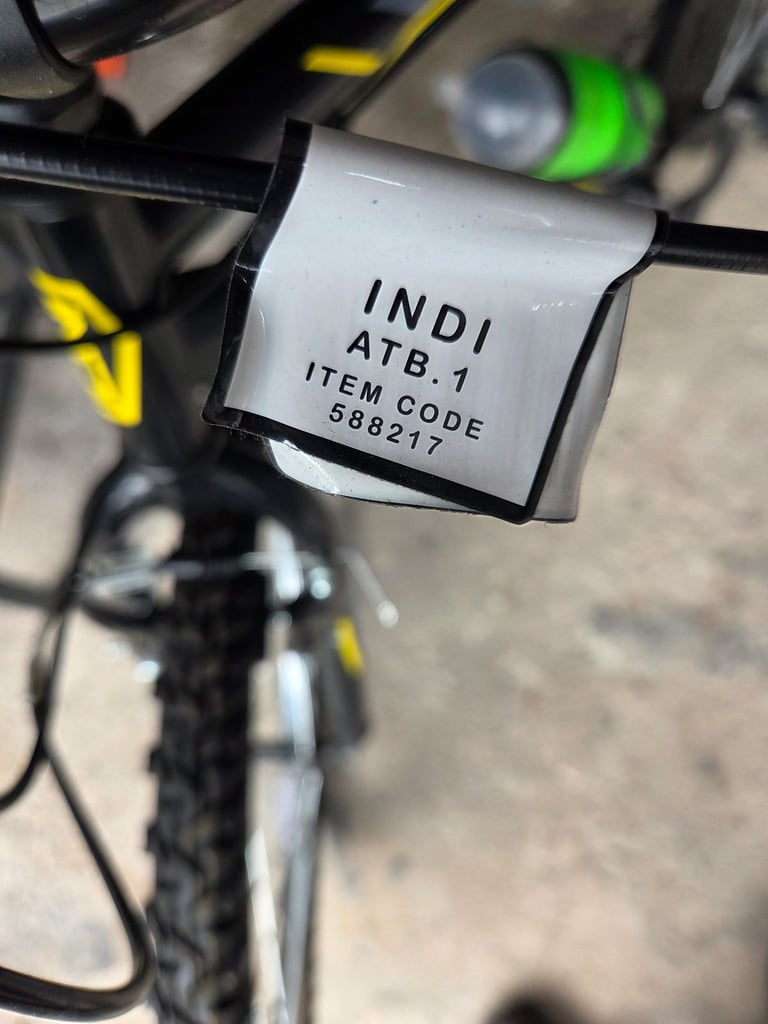 INDI
ATB.1
ITEM CODE
588217